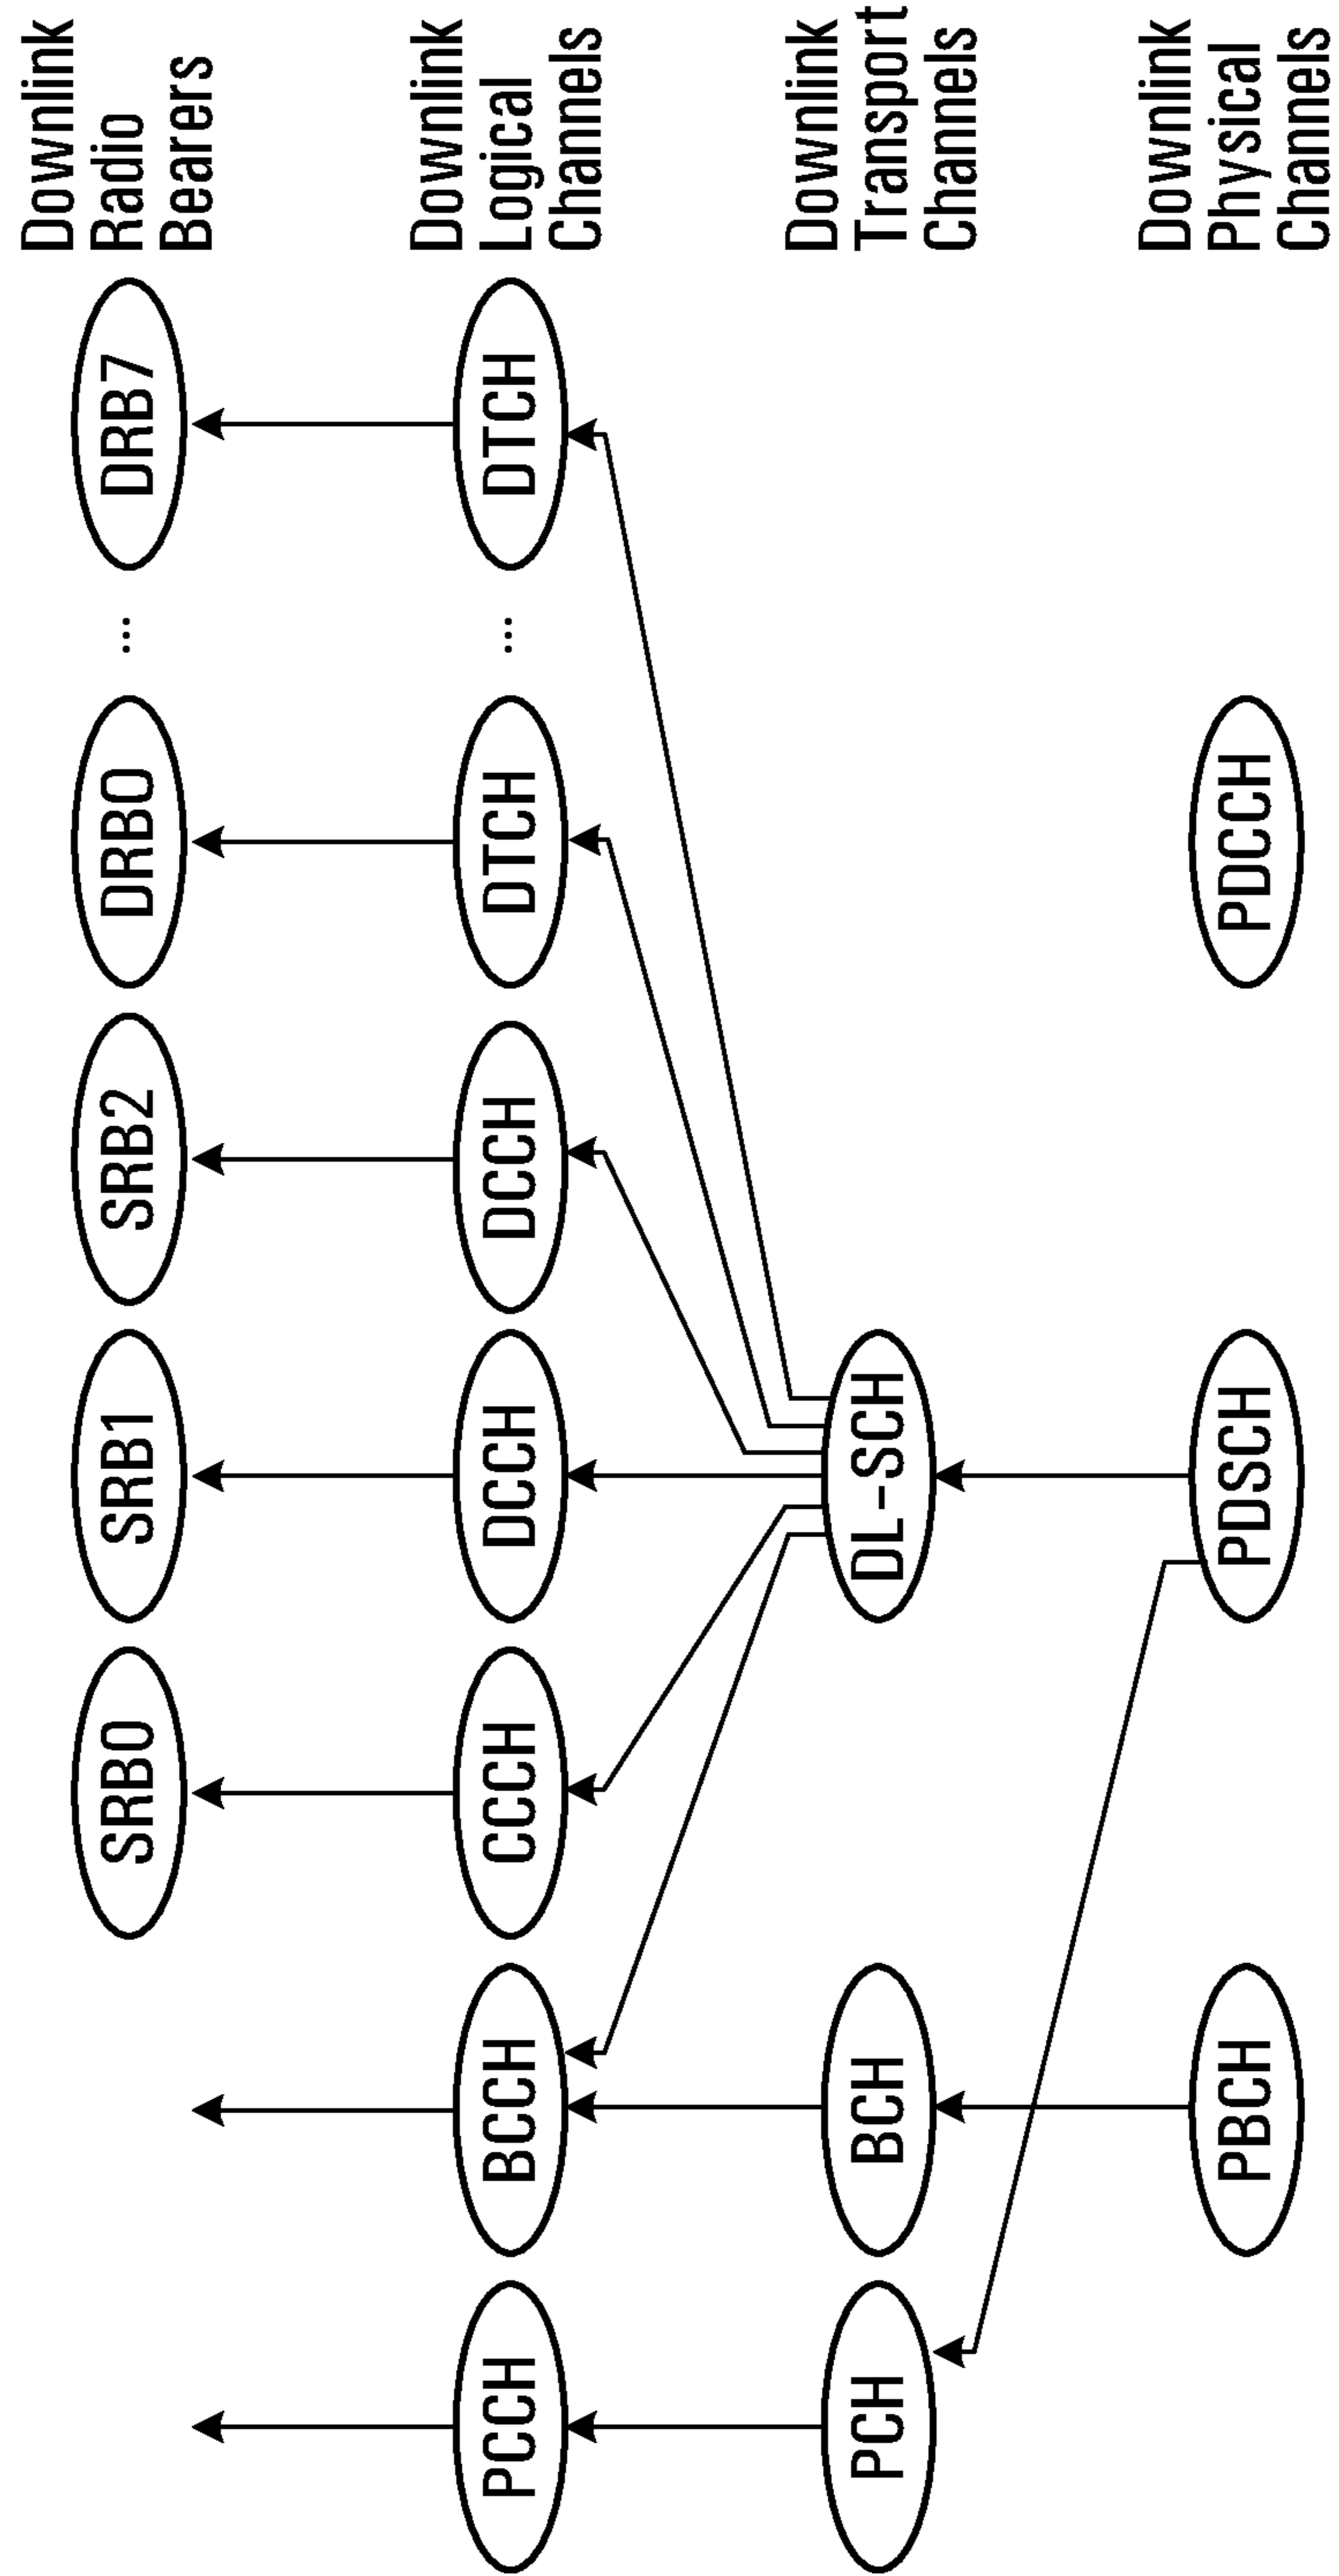 SRB0
SRB1
SRB2
DRB0
...
DRB7
Downlink
Radio
Bearers
PCCH
BCCH
CCCH
DCCH
DCCH
DTCH
...
DTCH
Downlink
Logical
Channels
PCH
BCH
DL-SCH
Downlink
Transport
Channels
PBCH
PDSCH
PDCCH
Downlink
Physical
Channels